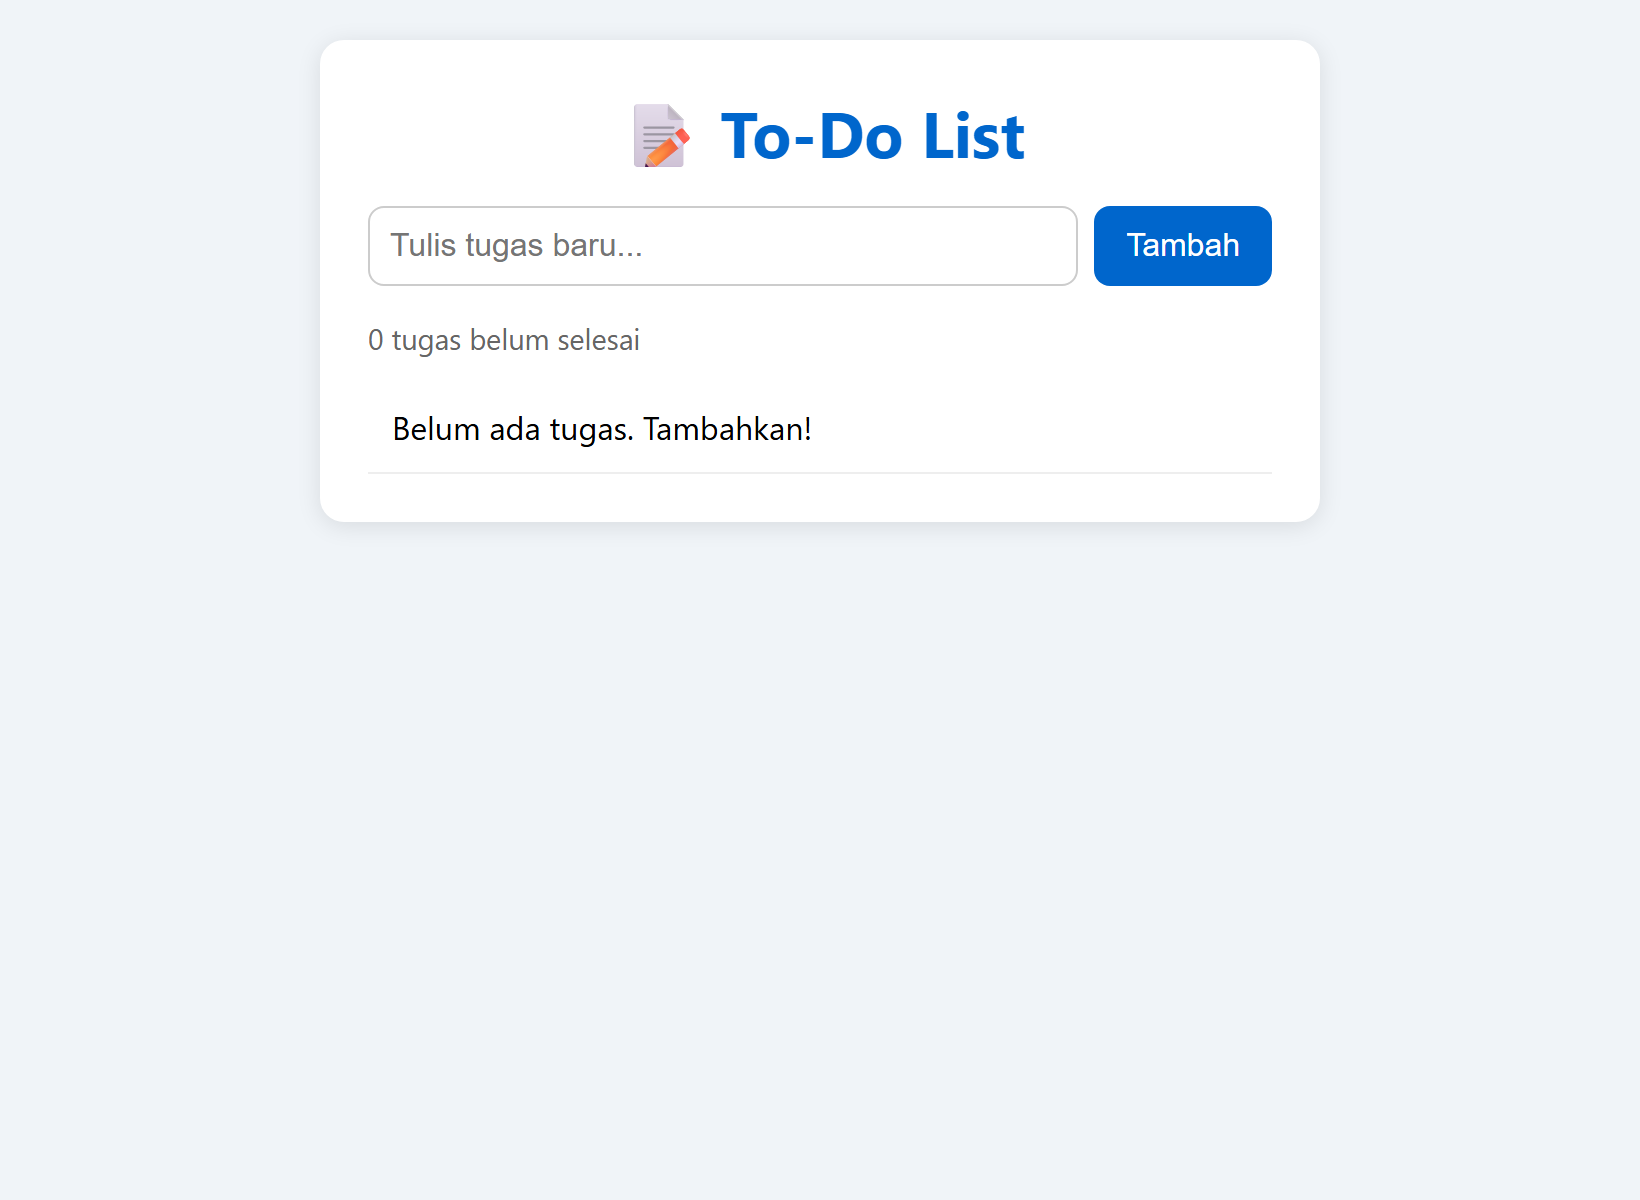 📝 To-Do List
Tulis tugas baru...
Tambah
0 tugas belum selesai
Belum ada tugas. Tambahkan!